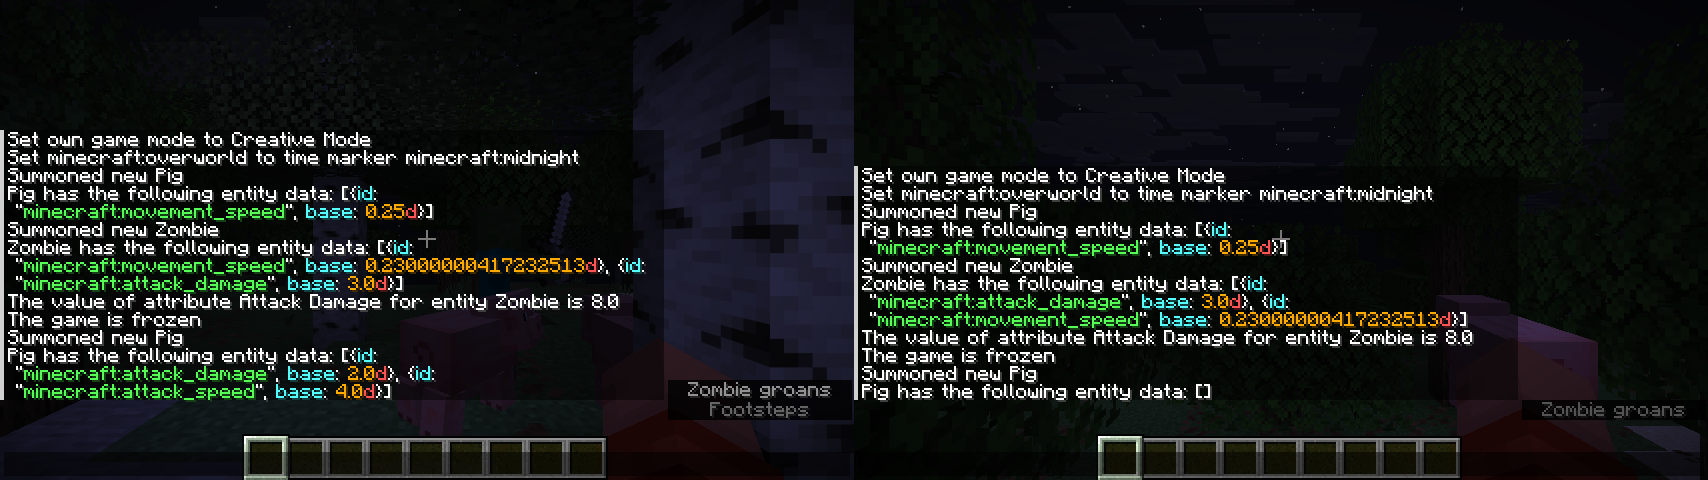 Set own game mode to Creative Mode
Set minecraft:overworld to time marker minecraft:midnight
Summoned new Pig
Pig has the following entity data: [{id:
"minecraft:movement_speed", base: 0.25d}]
Summoned new Zombie
Zombie has the following entity data: [{id:
"minecraft:movement_speed", base: 0.23000000417232513d}, {id:
"minecraft:attack_damage", base: 3.0d}]
The value of attribute Attack Damage for entity Zombie is 8.0
The game is frozen
Summoned new Pig
Pig has the following entity data: [{id:
"minecraft:attack_damage", base: 2.0d}, {id:
"minecraft:attack_speed", base: 4.0d}]
Zombie groans
Footsteps
Set own game mode to Creative Mode
Set minecraft:overworld to time marker minecraft:midnight
Summoned new Pig
Pig has the following entity data: [{id:
"minecraft:movement_speed", base: 0.25d}]
Summoned new Zombie
Zombie has the following entity data: [{id:
"minecraft:attack_damage", base: 3.0d}, {id:
"minecraft:movement_speed", base: 0.23000000417232513d}]
The value of attribute Attack Damage for entity Zombie is 8.0
The game is frozen
Summoned new Pig
Pig has the following entity data: []
Zombie groans